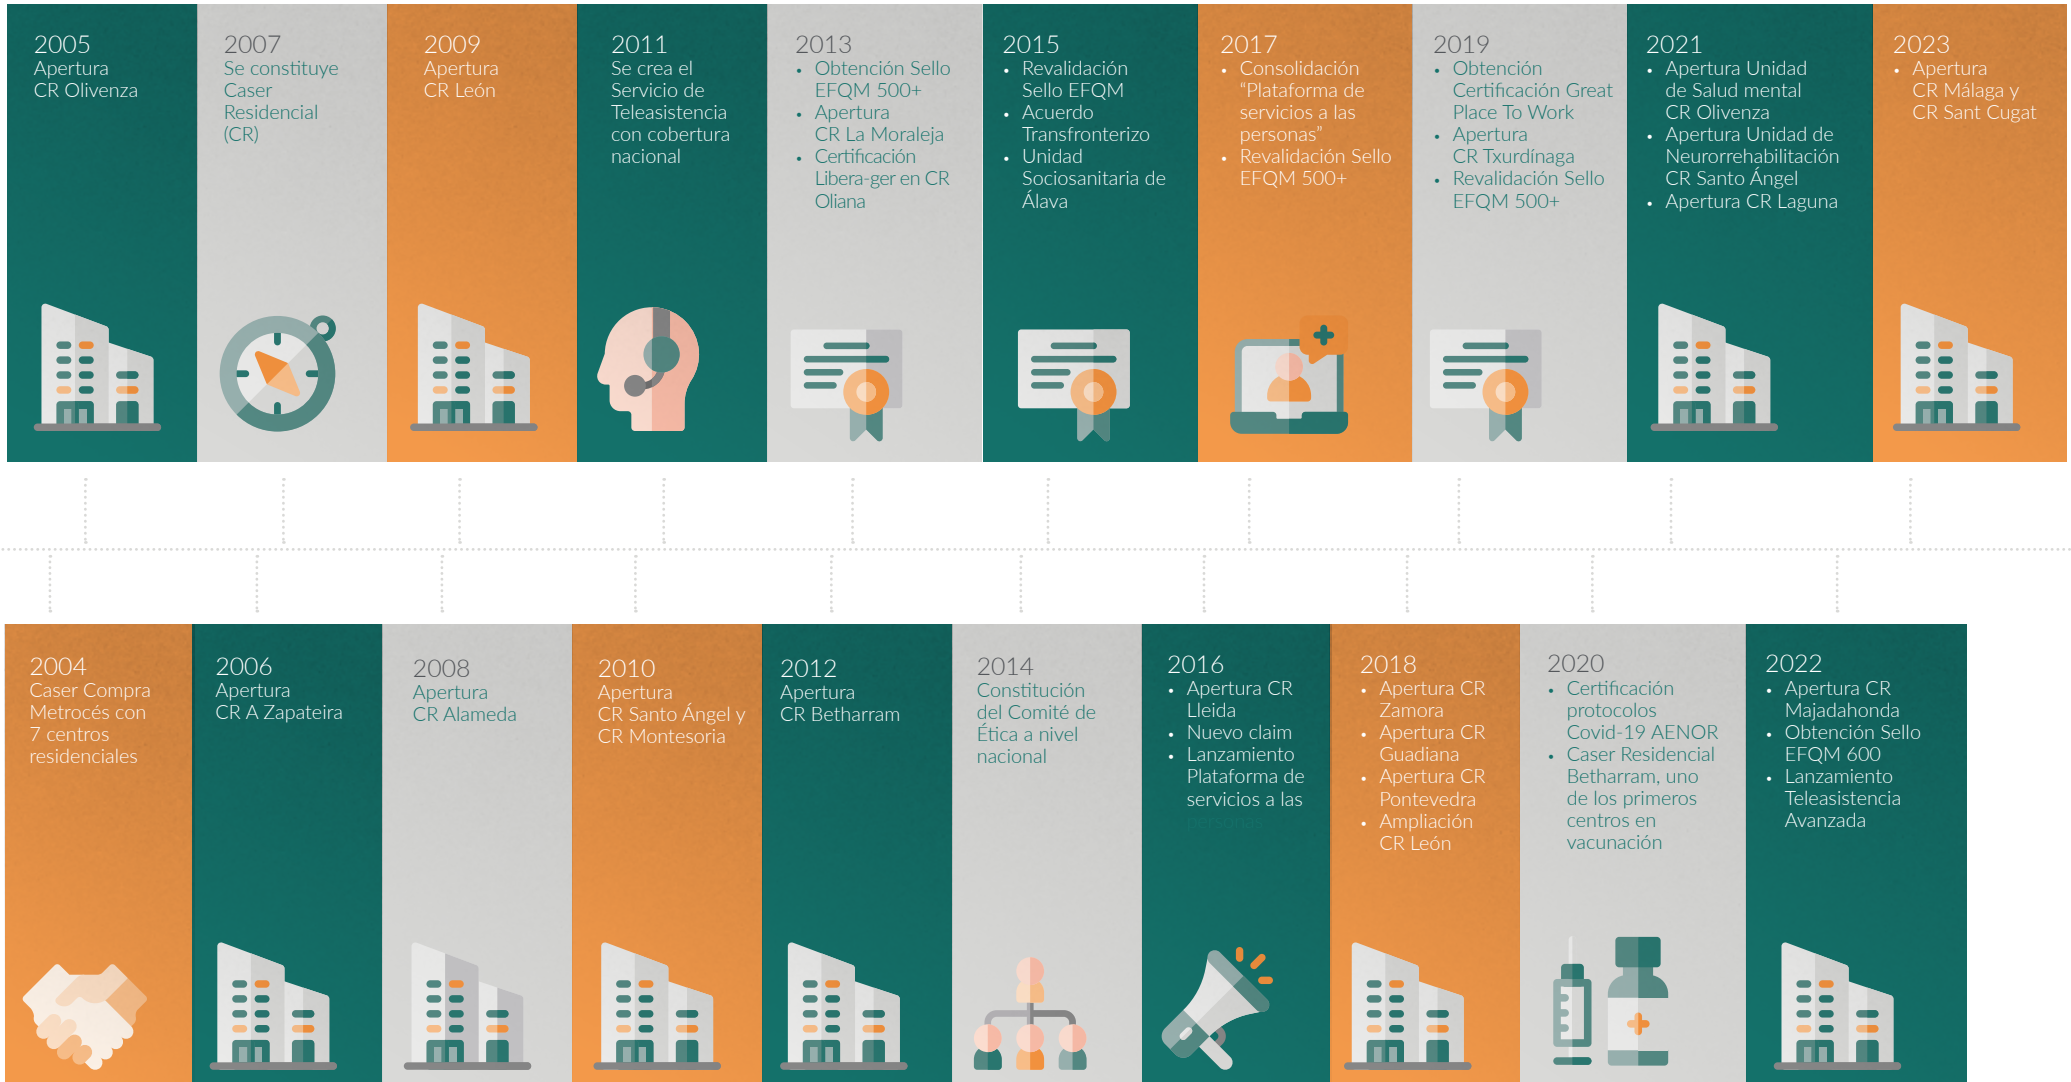 2005
Apertura
CR Olivenza
2007
Se constituye
Caser
Residencial
(CR)
2009
Apertura
CR León
2011
Se crea el
Servicio de
Teleasistencia
con cobertura
nacional
2013
• Obtención Sello
EFQM 500+
• Apertura
CR La Moraleja
• Certificación
Libera-ger en CR
Oliana
2015
• Revalidación
Sello EFQM
• Acuerdo
Transfronterizo
• Unidad
Sociosanitaria de
Álava
2017
• Consolidación
“Plataforma de
servicios a las
personas”
• Revalidación Sello
EFQM 500+
2019
• Obtención
Certificación Great
Place To Work
• Apertura
CR Txurdínaga
• Revalidación Sello
EFQM 500+
2021
• Apertura Unidad
de Salud mental
CR Olivenza
• Apertura Unidad de
Neurorrehabilitación
CR Santo Ángel
• Apertura CR Laguna
2023
• Apertura
CR Málaga y
CR Sant Cugat
2004
Caser Compra
Metrocés con
7 centros
residenciales
2006
Apertura
CR A Zapateira
2008
Apertura
CR Alameda
2010
Apertura
CR Santo Ángel y
CR Montesoria
2012
Apertura
CR Betharram
2014
Constitución
del Comité de
Ética a nivel
nacional
2016
• Apertura CR
Lleida
• Nuevo claim
• Lanzamiento
Plataforma de
servicios a las
personas
2018
• Apertura CR
Zamora
• Apertura CR
Guadiana
• Apertura CR
Pontevedra
• Ampliación
CR León
2020
• Certificación
protocolos
Covid-19 AENOR
• Caser Residencial
Betharram, uno
de los primeros
centros en
vacunación
2022
• Apertura CR
Majadahonda
• Obtención Sello
EFQM 600
• Lanzamiento
Teleasistencia
Avanzada